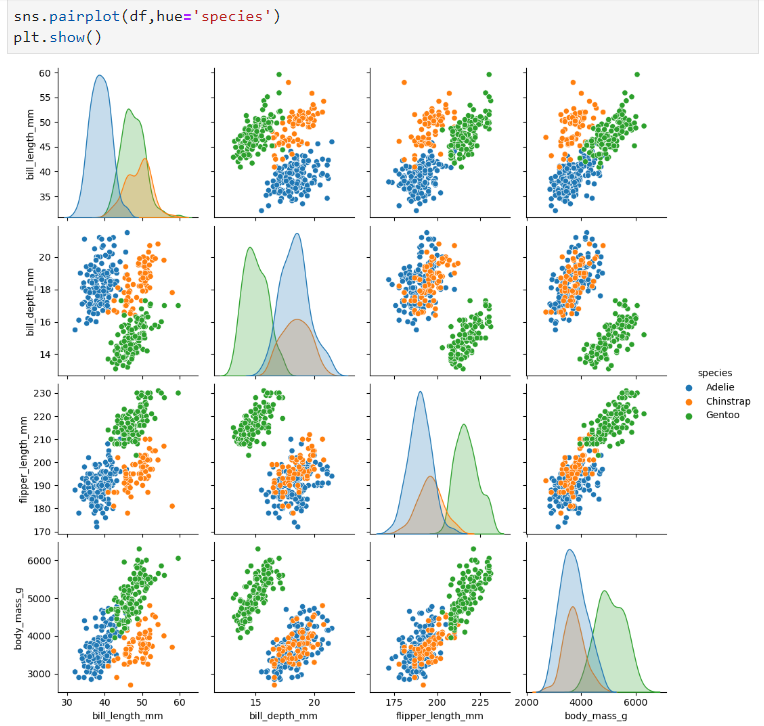 sns.pairplot(df,hue='species')
plt.show()
60
55
50
45
40
35
bill_length_mm
20
18
16
14
bill_depth_mm
species
Adelie
Chinstrap
Gentoo
230
220
210
200
190
180
170
flipper_length_mm
6000
5000
4000
3000
body_mass_g
30 40 50 60 15 20 175 200 225 2000 4000 6000
bill_length_mm bill_depth_mm flipper_length_mm body_mass_g